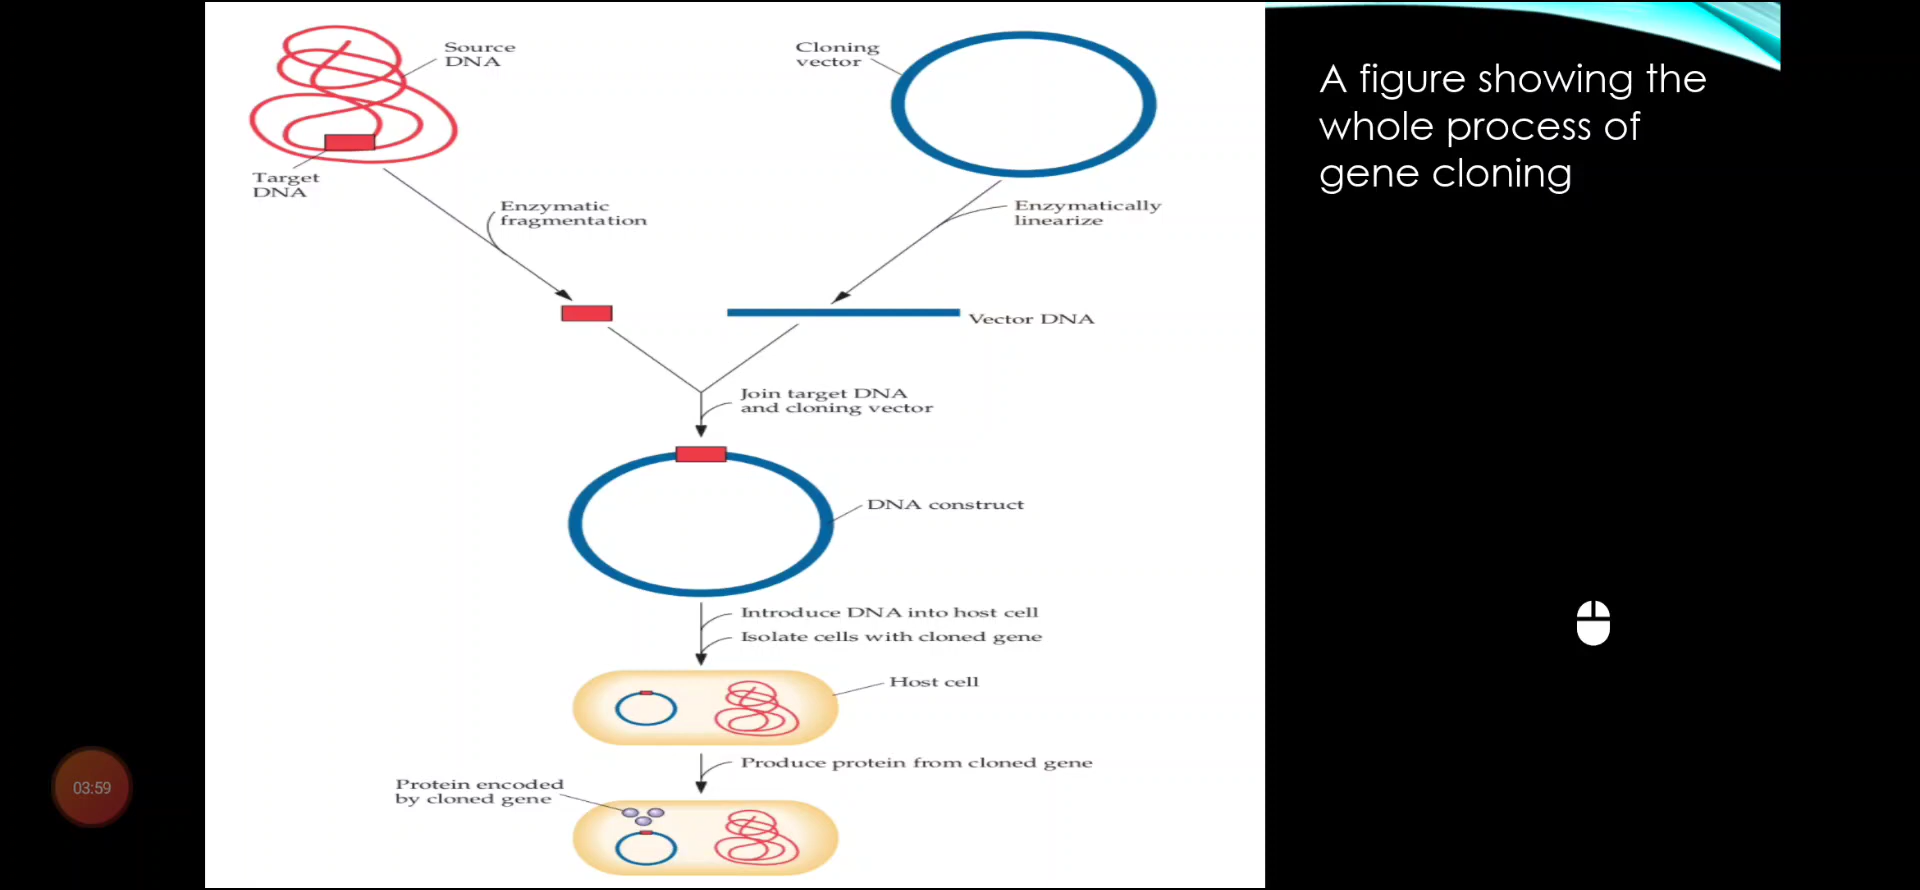 Source
DNA
Cloning
vector
Target
DNA
Enzymatic
fragmentation
Enzymatically
linearize
Vector DNA
Join target DNA
and cloning vector
DNA construct
Introduce DNA into host cell
Isolate cells with cloned gene
Host cell
Produce protein from cloned gene
Protein encoded
by cloned gene
A figure showing the
whole process of
gene cloning
03:59